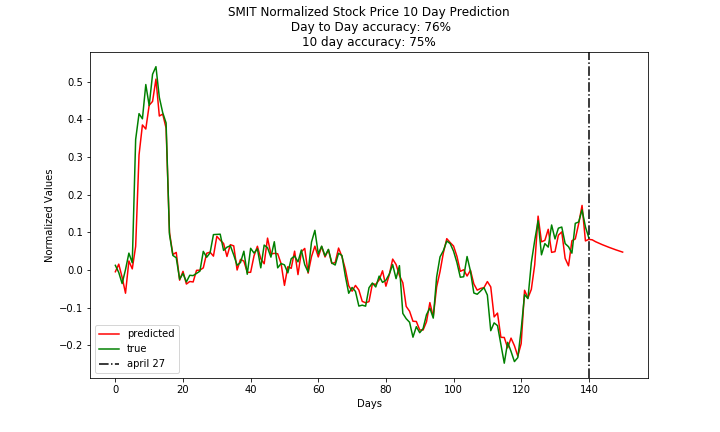 SMIT Normalized Stock Price 10 Day Prediction
Day to Day accuracy: 76%
10 day accuracy: 75%
Normalized Values
0.5
0.4
0.3
0.2
0.1
0.0
−0.1
−0.2
predicted
true
april 27
0 20 40 60 80 100 120 140
Days